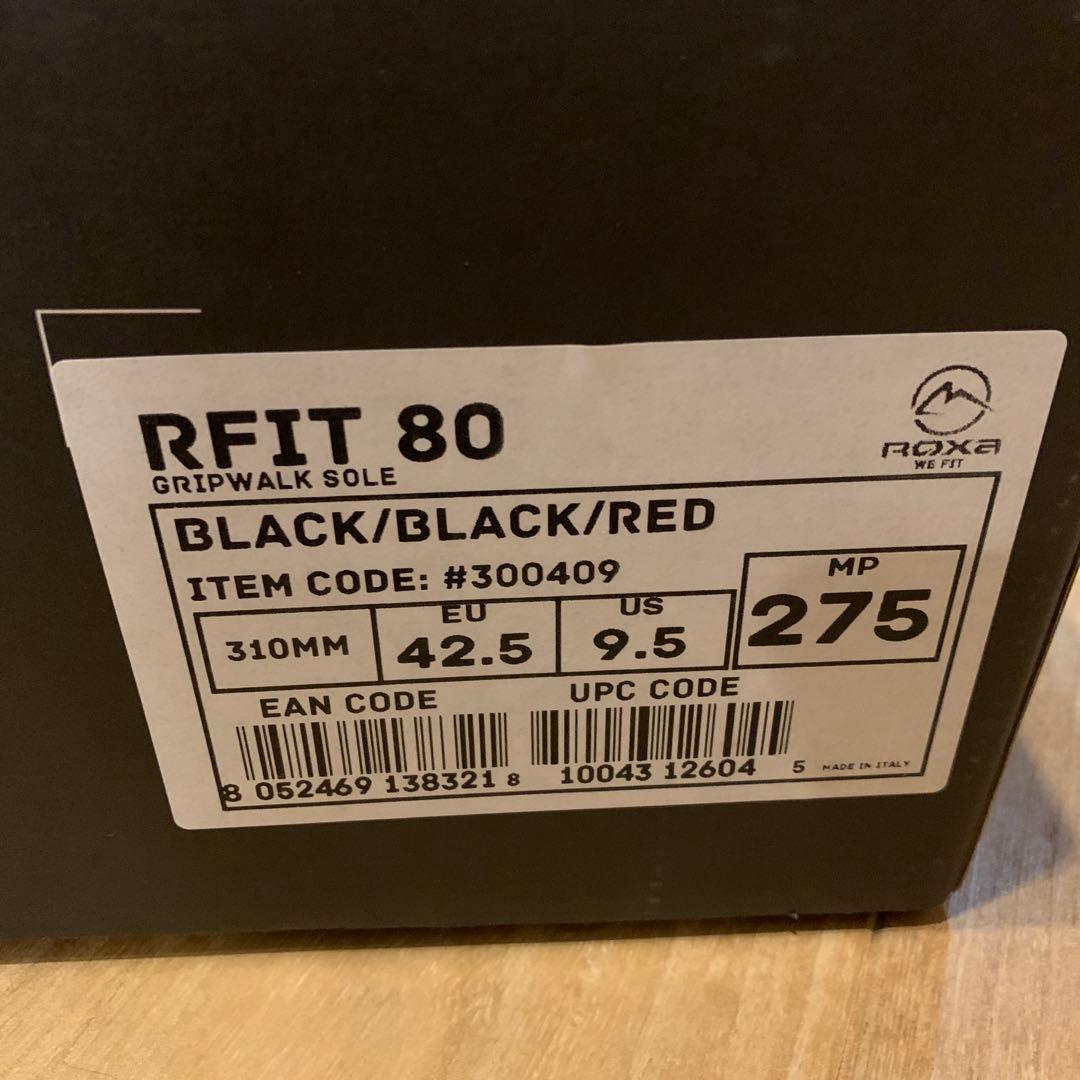 RFIT 80
GRIPWALK SOLE
ROXA
WE FIT
BLACK/BLACK/RED
ITEM CODE: #300409
310MM
EU
42.5
US
9.5
MP
275
EAN CODE
8 052469 138321
UPC CODE
8 10043 12604 5
MADE IN ITALY